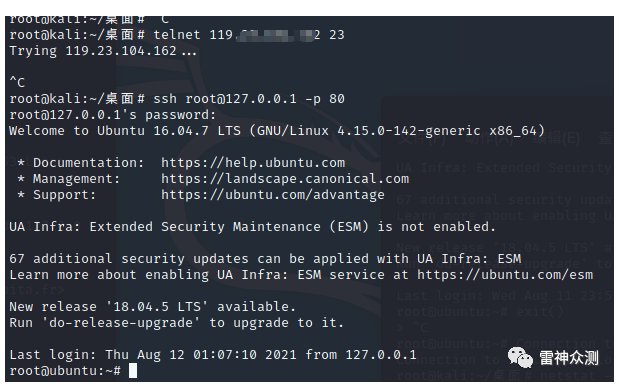 root@kali:~/桌面# ^C
root@kali:~/桌面# telnet 119. 2 23
Trying 119.23.104.162...
^C
root@kali:~/桌面# ssh root@127.0.0.1 -p 80
root@127.0.0.1's password:
Welcome to Ubuntu 16.04.7 LTS (GNU/Linux 4.15.0-142-generic x86_64)
* Documentation: https://help.ubuntu.com
* Management: https://landscape.canonical.com
* Support: https://ubuntu.com/advantage
UA Infra: Extended Security Maintenance (ESM) is not enabled.
67 additional security updates can be applied with UA Infra: ESM
Learn more about enabling UA Infra: ESM service at https://ubuntu.com/esm
New release '18.04.5 LTS' available.
Run 'do-release-upgrade' to upgrade to it.
Last login: Thu Aug 12 01:07:10 2021 from 127.0.0.1
root@ubuntu:~#
雷神众测